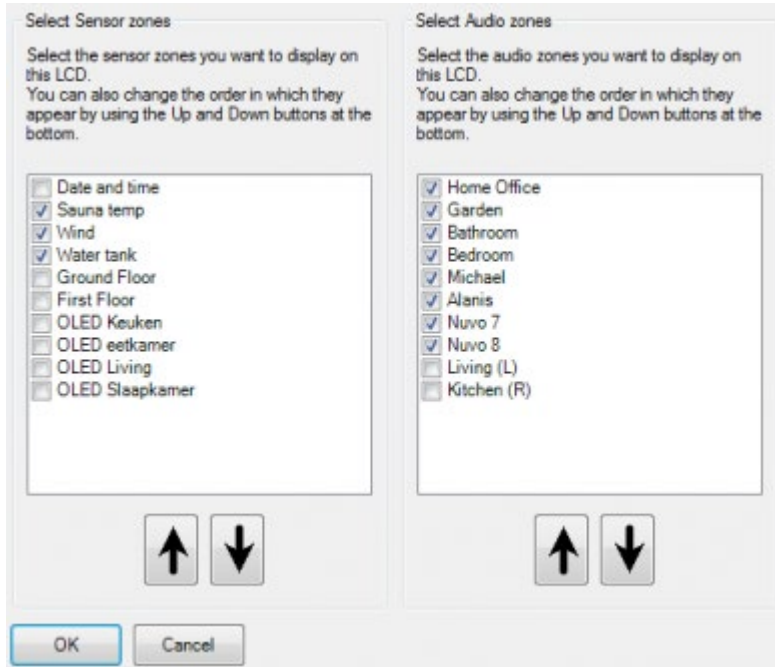 Select Sensor zones
Select the sensor zones you want to display on
this LCD.
You can also change the order in which they
appear by using the Up and Down buttons at the
bottom.
Date and time
Sauna temp
Wind
Water tank
Ground Floor
First Floor
OLED Keuken
OLED eetkamer
OLED Living
OLED Slaapkamer
Select Audio zones
Select the audio zones you want to display on
this LCD.
You can also change the order in which they
appear by using the Up and Down buttons at the
bottom.
Home Office
Garden
Bathroom
Bedroom
Michael
Alanis
Nuvo 7
Nuvo 8
Living (L)
Kitchen (R)
OK
Cancel